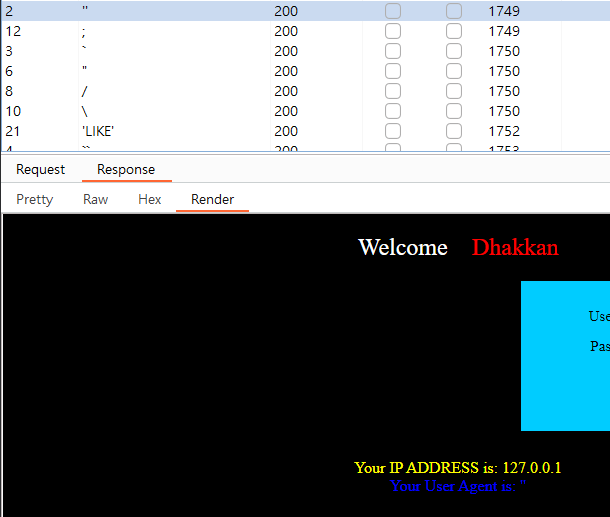 2 '' 200 1749
12 ; 200 1749
3 ` 200 1750
6 " 200 1750
8 / 200 1750
10 \ 200 1750
21 'LIKE' 200 1752
4 `` 200 1753
Request Response
Pretty Raw Hex Render
Welcome Dhakkan
Use
Pas
Your IP ADDRESS is: 127.0.0.1
Your User Agent is: ''